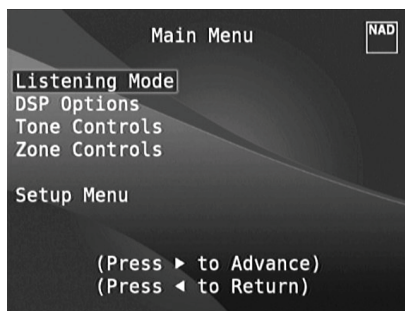 Main Menu
NAD
Listening Mode
DSP Options
Tone Controls
Zone Controls
Setup Menu
(Press ▶ to Advance)
(Press ◀ to Return)